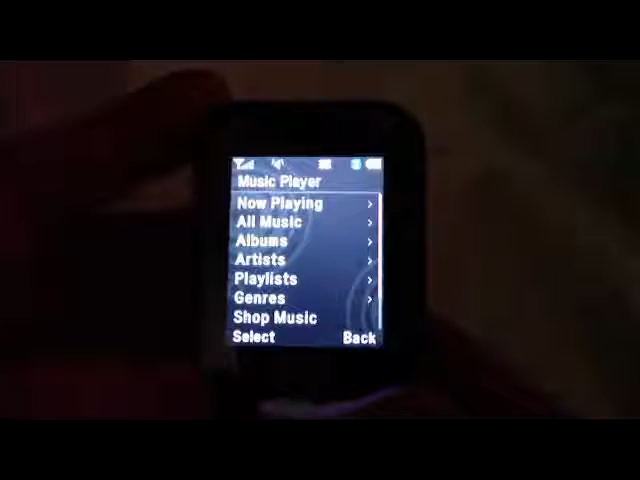 Music Player
Now Playing
All Music
Albums
Artists
Playlists
Genres
Shop Music
Select Back